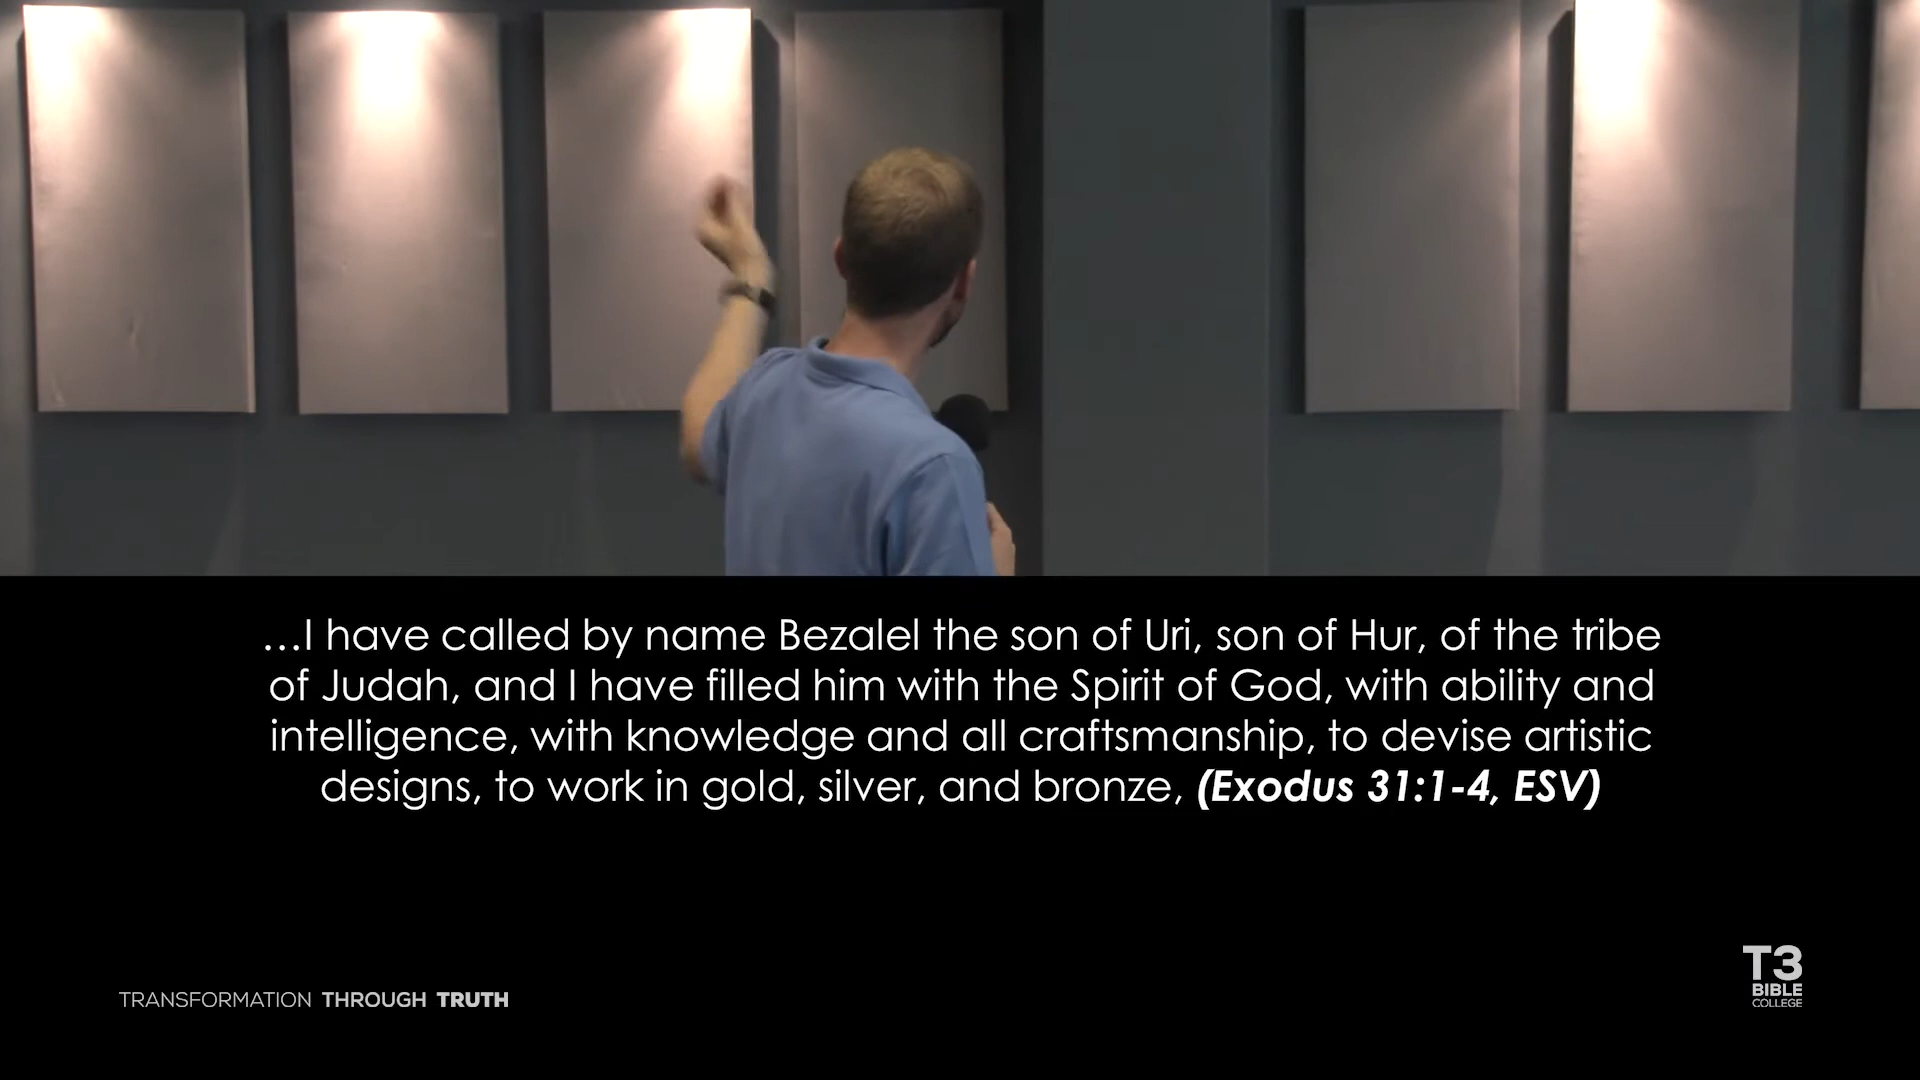 …I have called by name Bezalel the son of Uri, son of Hur, of the tribe
of Judah, and I have filled him with the Spirit of God, with ability and
intelligence, with knowledge and all craftsmanship, to devise artistic
designs, to work in gold, silver, and bronze, (Exodus 31:1-4, ESV)
TRANSFORMATION THROUGH TRUTH
T3
BIBLE
COLLEGE